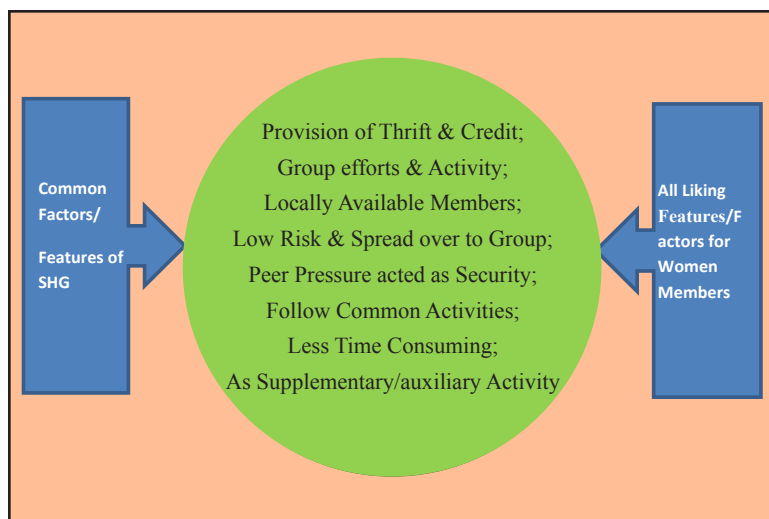 Common
Factors/
Features of
SHG
Provision of Thrift & Credit;
Group efforts & Activity;
Locally Available Members;
Low Risk & Spread over to Group;
Peer Pressure acted as Security;
Follow Common Activities;
Less Time Consuming;
As Supplementary/auxiliary Activity
All Liking
Features/F
actors for
Women
Members